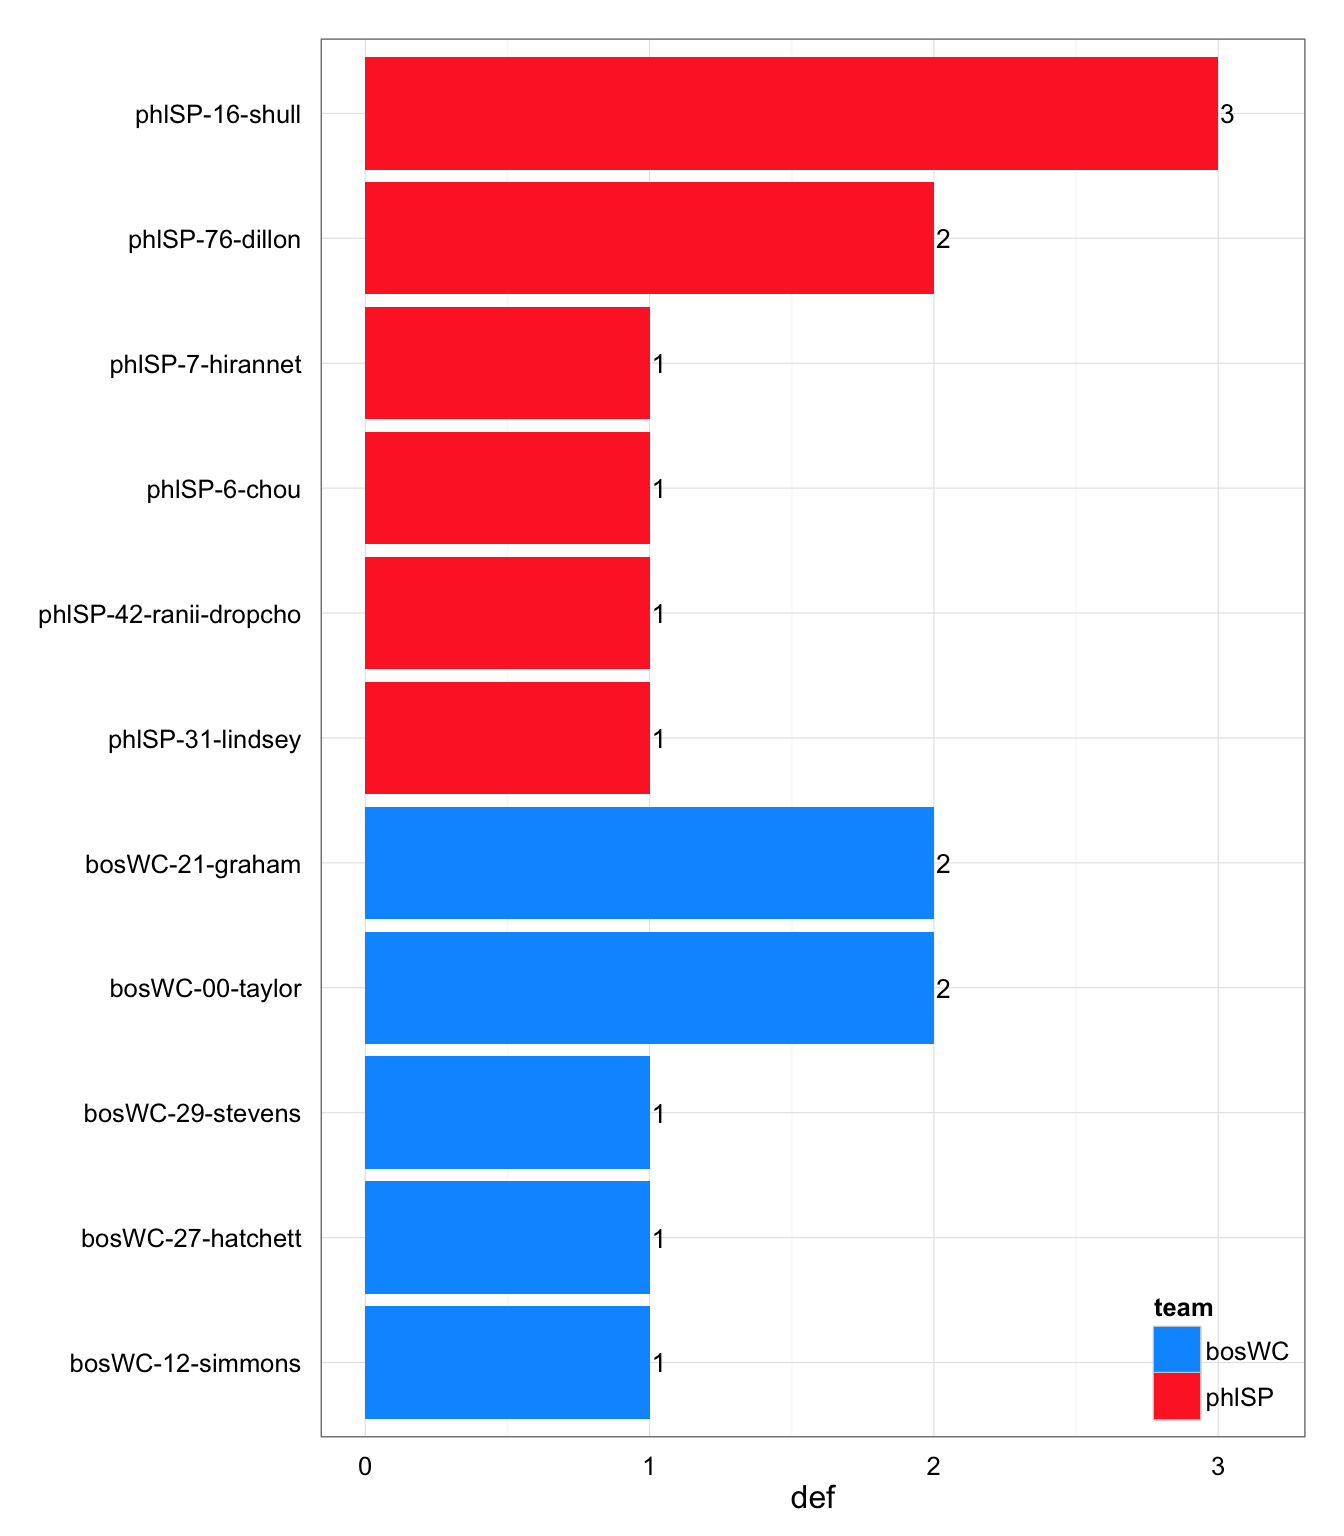 phlSP-16-shull 3
phlSP-76-dillon 2
phlSP-7-hirannet 1
phlSP-6-chou 1
phlSP-42-ranii-dropcho 1
phlSP-31-lindsey 1
bosWC-21-graham 2
bosWC-00-taylor 2
bosWC-29-stevens 1
bosWC-27-hatchett 1
bosWC-12-simmons 1
team
bosWC
phlSP
0 1 2 3
def